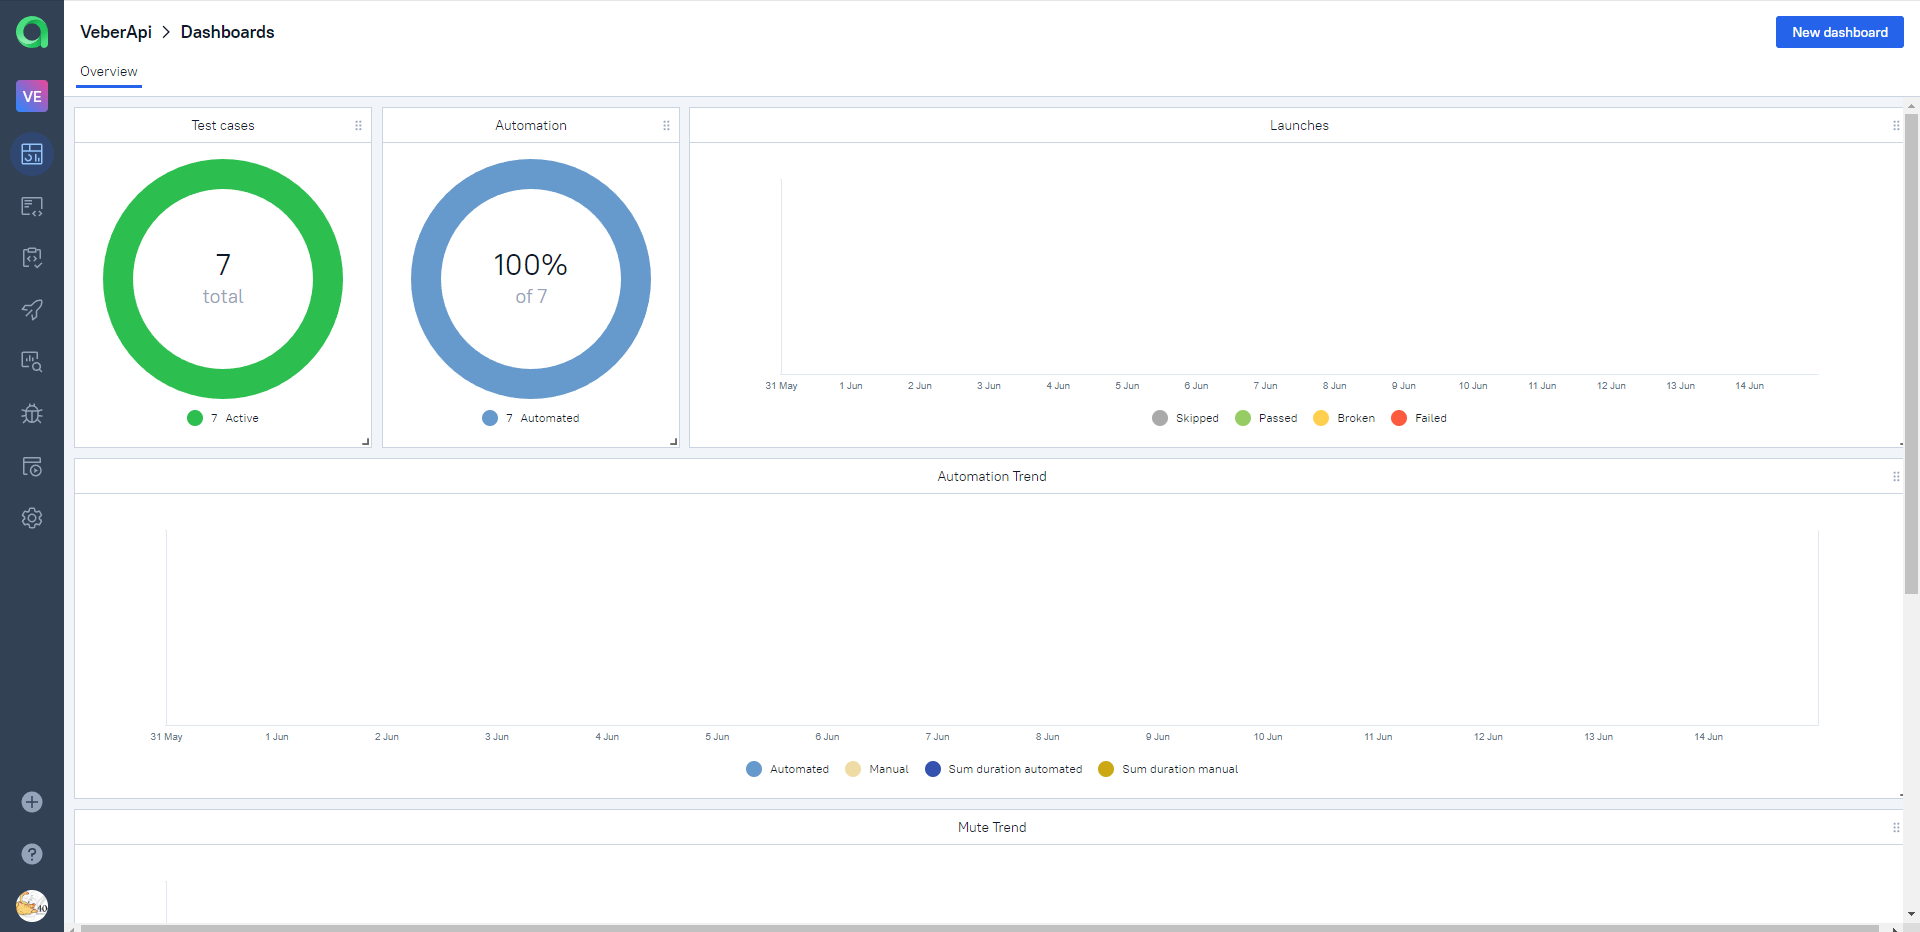 VeberApi > Dashboards
New dashboard
Overview
VE
Test cases
7
total
7 Active
Automation
100%
of 7
7 Automated
Launches
31 May 1 Jun 2 Jun 3 Jun 4 Jun 5 Jun 6 Jun 7 Jun 8 Jun 9 Jun 10 Jun 11 Jun 12 Jun 13 Jun 14 Jun
Skipped Passed Broken Failed
Automation Trend
31 May 1 Jun 2 Jun 3 Jun 4 Jun 5 Jun 6 Jun 7 Jun 8 Jun 9 Jun 10 Jun 11 Jun 12 Jun 13 Jun 14 Jun
Automated Manual Sum duration automated Sum duration manual
Mute Trend